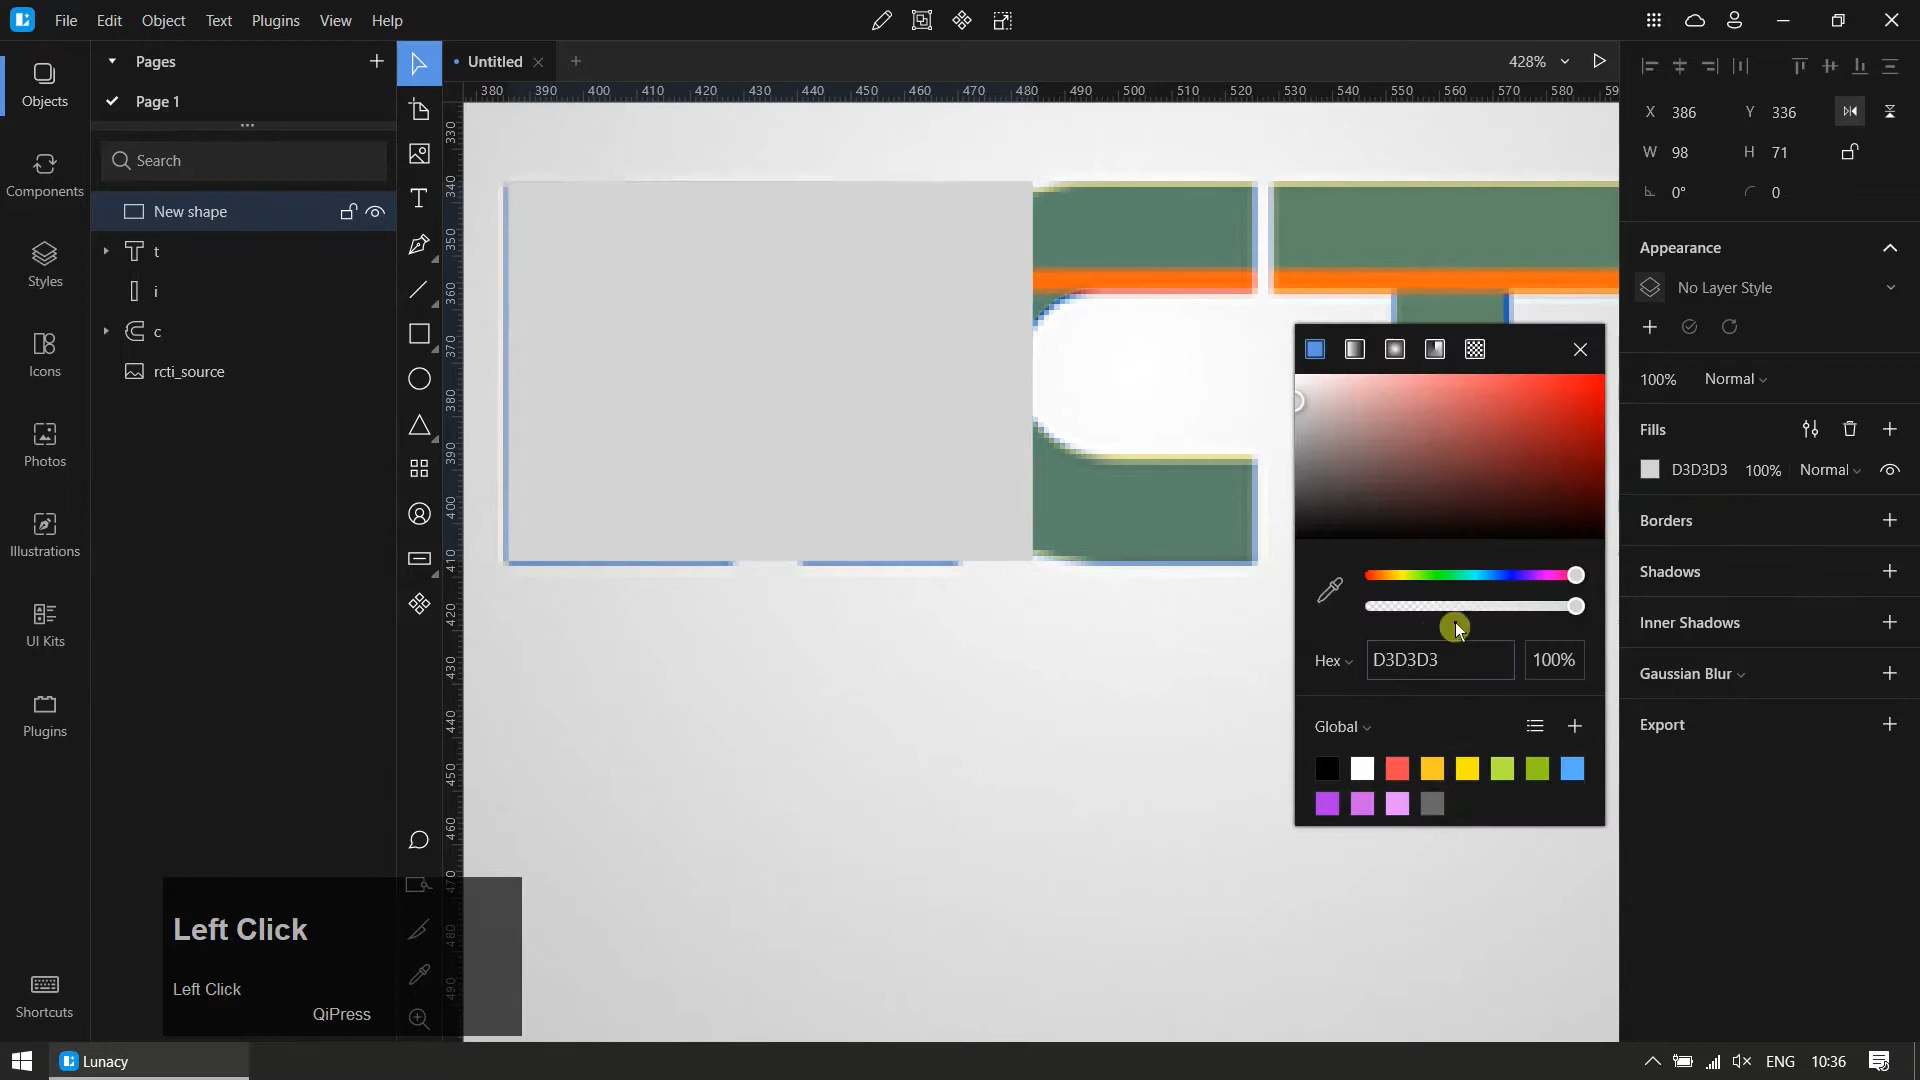 File Edit Object Text Plugins View Help
Objects
Components
Styles
Icons
Photos
Illustrations
UI Kits
Plugins
Shortcuts
Pages
Page 1
Search
New shape
t
i
c
rcti_source
Untitled
428%
380 390 400 410 420 430 440 450 460 470 480 490 500 510 520 530 540 550 560 570 580 59
330
340
350
360
370
380
390
400
410
420
430
440
450
460
470
480
490
X 386 Y 336
W 98 H 71
0° 0
Appearance
No Layer Style
100% Normal
Fills
D3D3D3 100% Normal
Borders
Shadows
Inner Shadows
Gaussian Blur
Export
Hex D3D3D3 100%
Global
Left Click
Left Click
QiPress
Lunacy
ENG 10:36